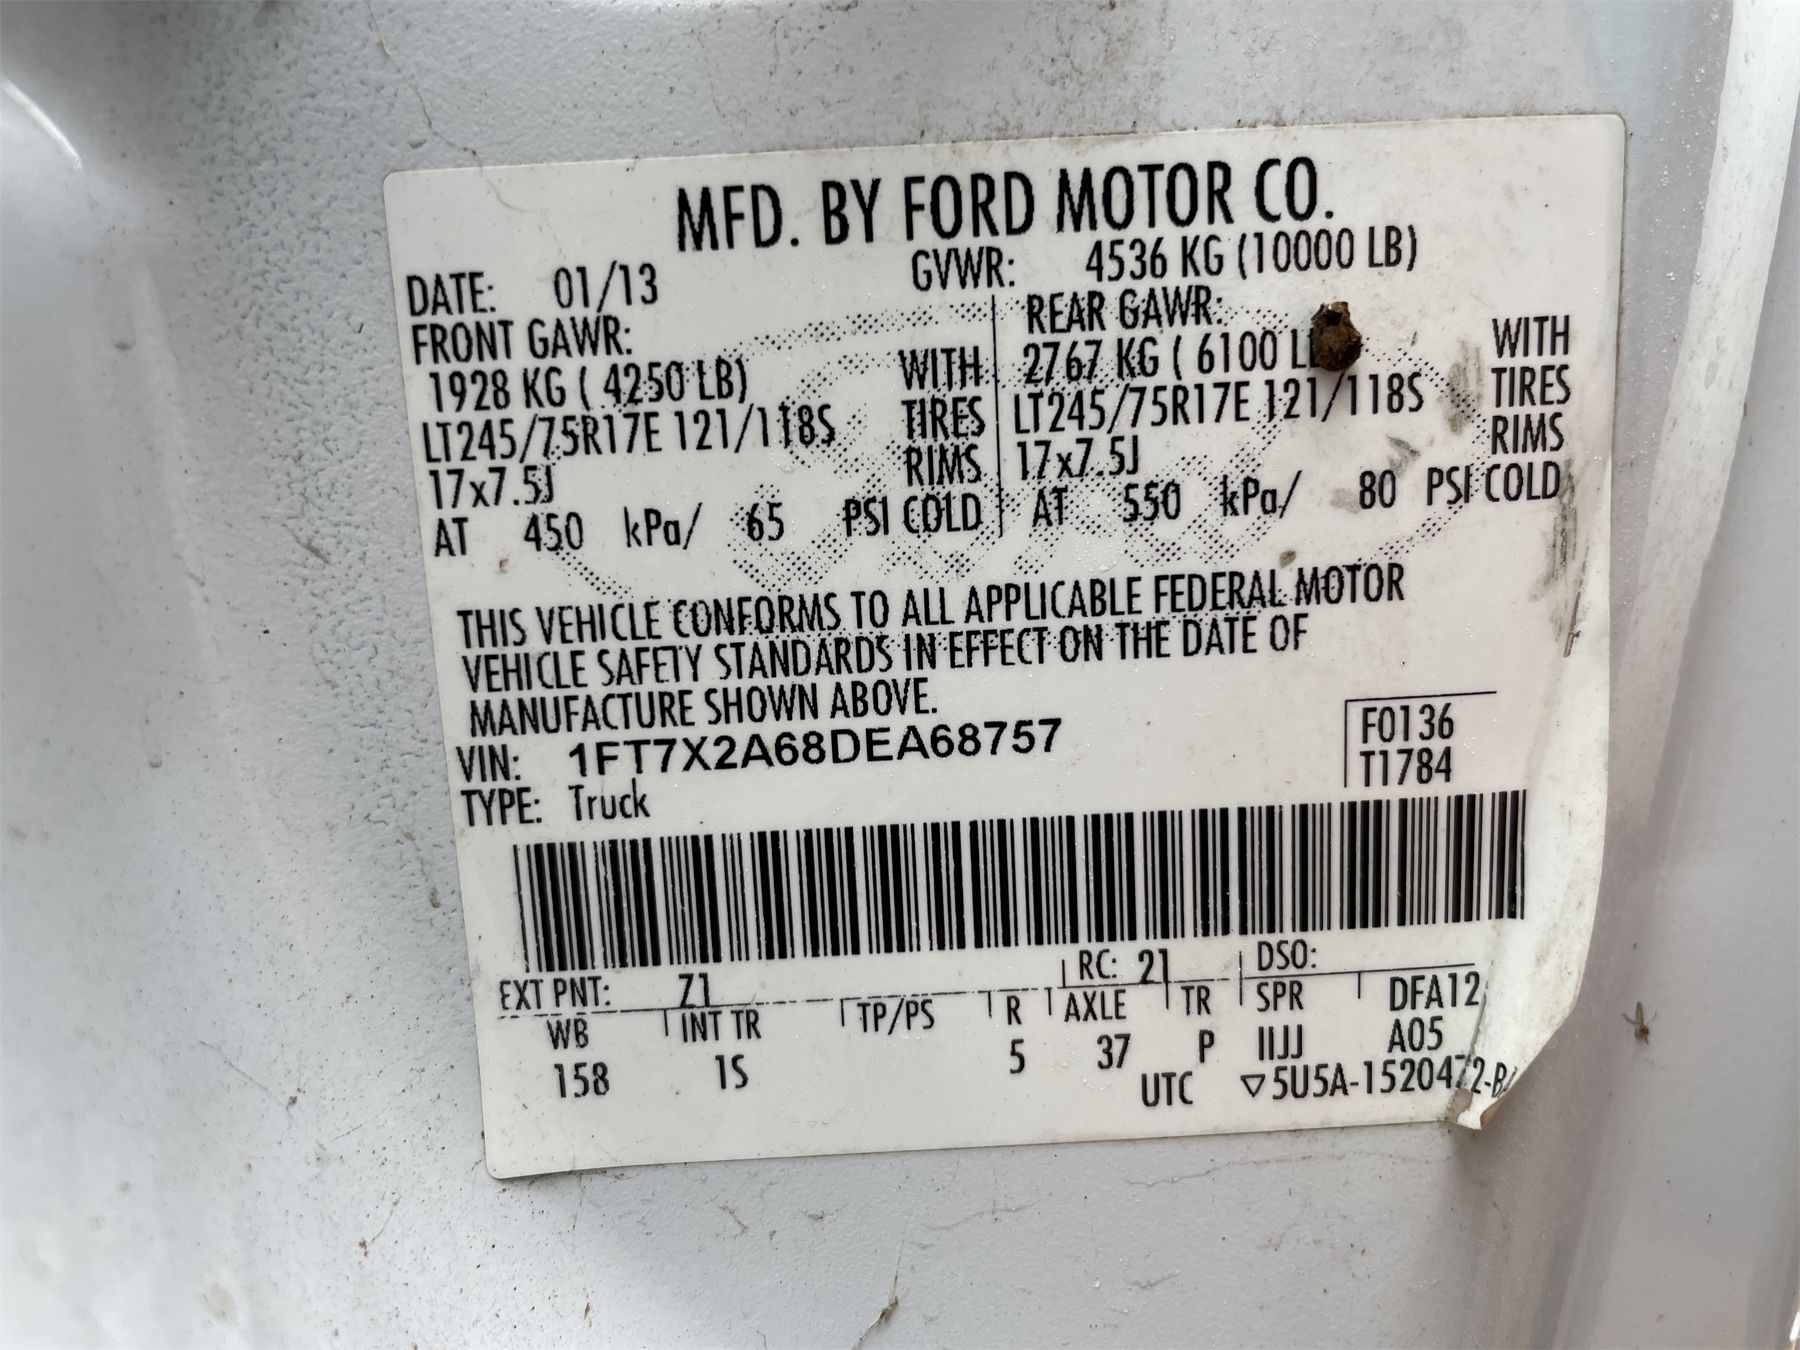 MFD. BY FORD MOTOR CO.
DATE: 01/13 GVWR: 4536 KG (10000 LB)
FRONT GAWR: REAR GAWR:
1928 KG ( 4250 LB) WITH 2767 KG ( 6100 WITH
LT245/75R17E 121/118S TIRES LT245/75R17E 121/118S TIRES
17x7.5J RIMS 17x7.5J RIMS
AT 450 kPa/ 65 PSI COLD AT 550 kPa/ 80 PSI COLD
THIS VEHICLE CONFORMS TO ALL APPLICABLE FEDERAL MOTOR
VEHICLE SAFETY STANDARDS IN EFFECT ON THE DATE OF
MANUFACTURE SHOWN ABOVE.
VIN: 1FT7X2A68DEA68757 F0136
TYPE: Truck T1784
EXT PNT: Z1 RC: 21 DSO:
WB INT TR TP/PS R AXLE TR SPR DFA12
158 1S 5 37 P IIJJ A05
UTC ▽5U5A-1520472-